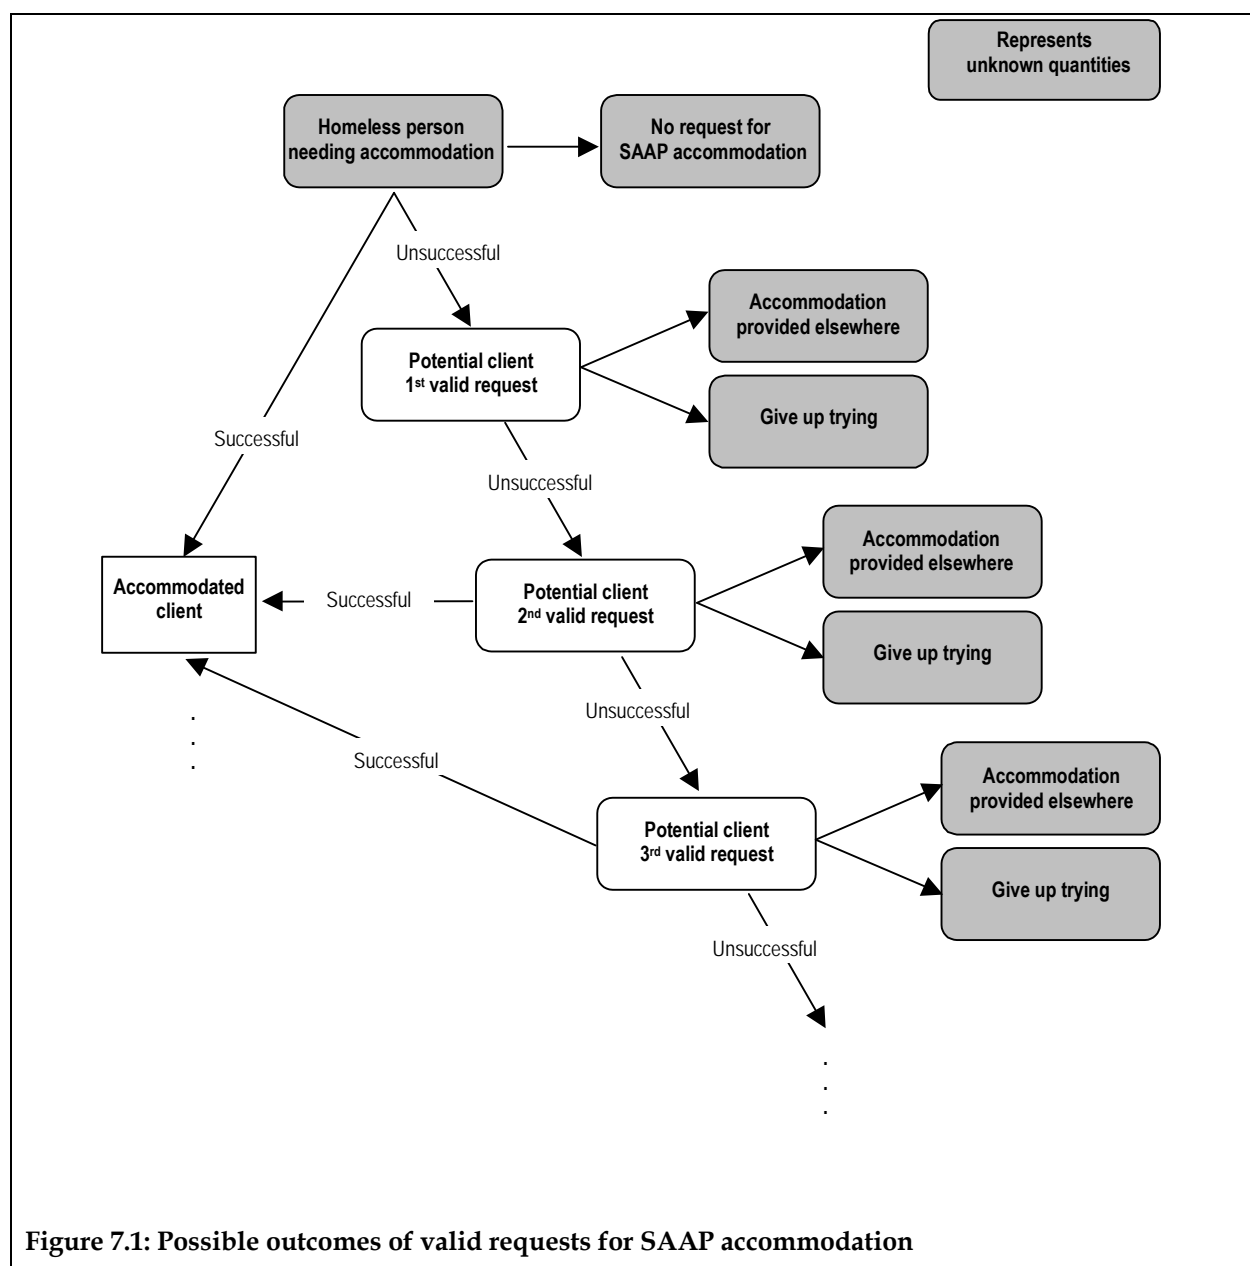 Represents
unknown quantities
Homeless person
needing accommodation
No request for
SAAP accommodation
Unsuccessful
Accommodation
provided elsewhere
Potential client
1st valid request
Give up trying
Successful
Unsuccessful
Accommodation
provided elsewhere
Accommodated
client
Successful
Potential client
2nd valid request
Give up trying
Unsuccessful
.
.
.
Successful
Accommodation
provided elsewhere
Potential client
3rd valid request
Give up trying
Unsuccessful
.
.
.
Figure 7.1: Possible outcomes of valid requests for SAAP accommodation